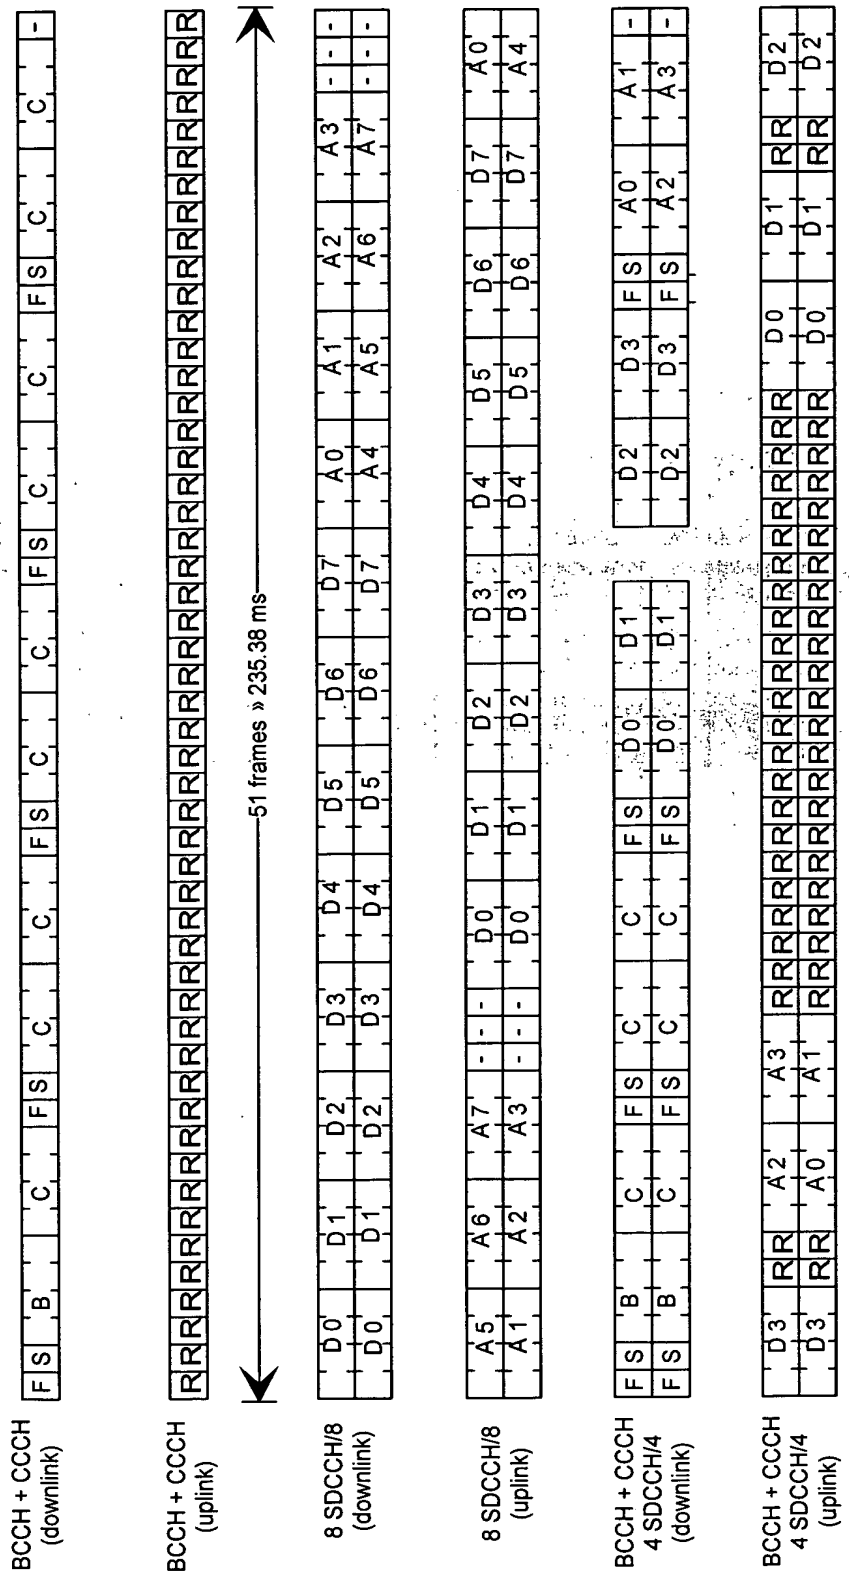 BCCH + CCCH
(downlink)
F S B C F S C C F S C C F S C C F S C C -
BCCH + CCCH
(uplink)
R R R R R R R R R R R R R R R R R R R R R R R R R R R R R R R R R R R R R R R R R R R R R R R R R R R
51 frames » 235.38 ms
8 SDCCH/8
(downlink)
D0 D1 D2 D3 D4 D5 D6 D7 A0 A1 A2 A3 - - -
D0 D1 D2 D3 D4 D5 D6 D7 A4 A5 A6 A7 - - -
8 SDCCH/8
(uplink)
A5 A6 A7 - - - D0 D1 D2 D3 D4 D5 D6 D7 A0
A1 A2 A3 - - - D0 D1 D2 D3 D4 D5 D6 D7 A4
BCCH + CCCH
4 SDCCH/4
(downlink)
F S B C F S C C F S D0 D1 D2 D3 F S A0 A1 -
F S B C F S C C F S D0 D1 D2 D3 F S A2 A3 -
BCCH + CCCH
4 SDCCH/4
(uplink)
D3 R R A2 A3 R R R R R R R R R R R R R R R R R R R R R R R D0 D1 R R D2
D3 R R A0 A1 R R R R R R R R R R R R R R R R R R R R R R R D0 D1 R R D2